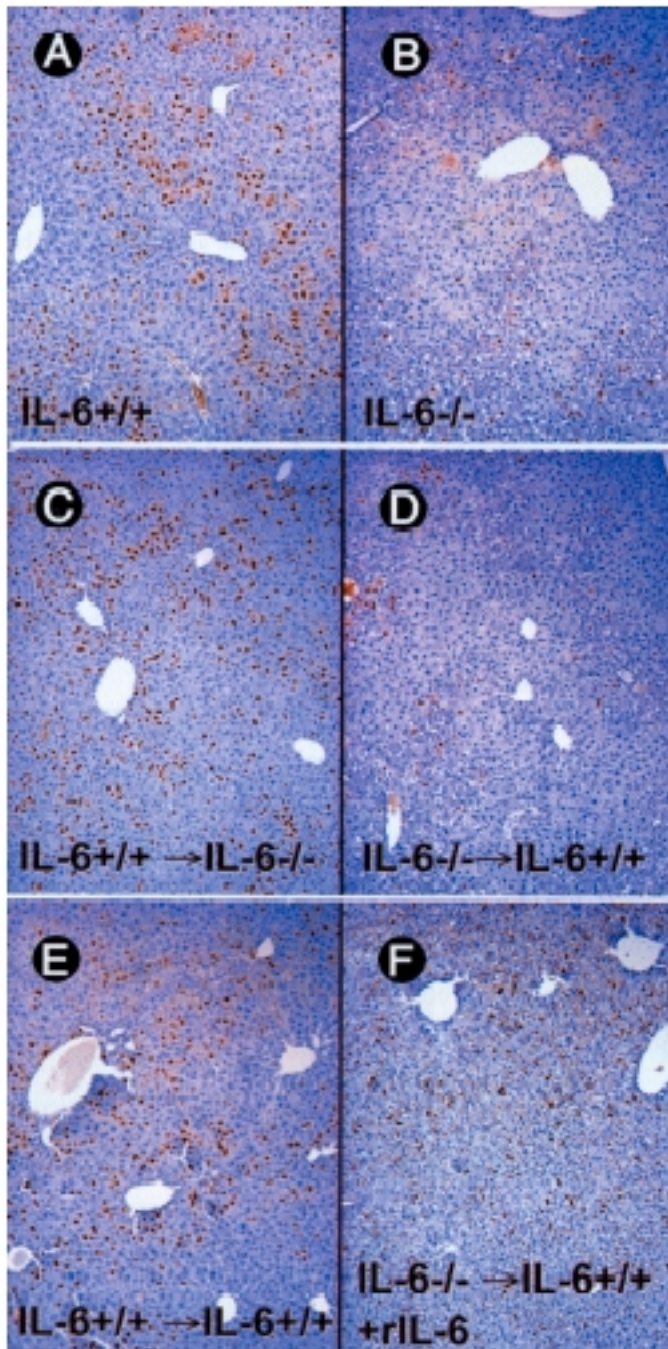 A
B
IL-6+/+
IL-6-/-
C
D
IL-6+/+ →IL-6-/-
IL-6-/-→IL-6+/+
E
F
IL-6+/+ →IL-6+/+
IL-6-/- →IL-6+/+
+rIL-6